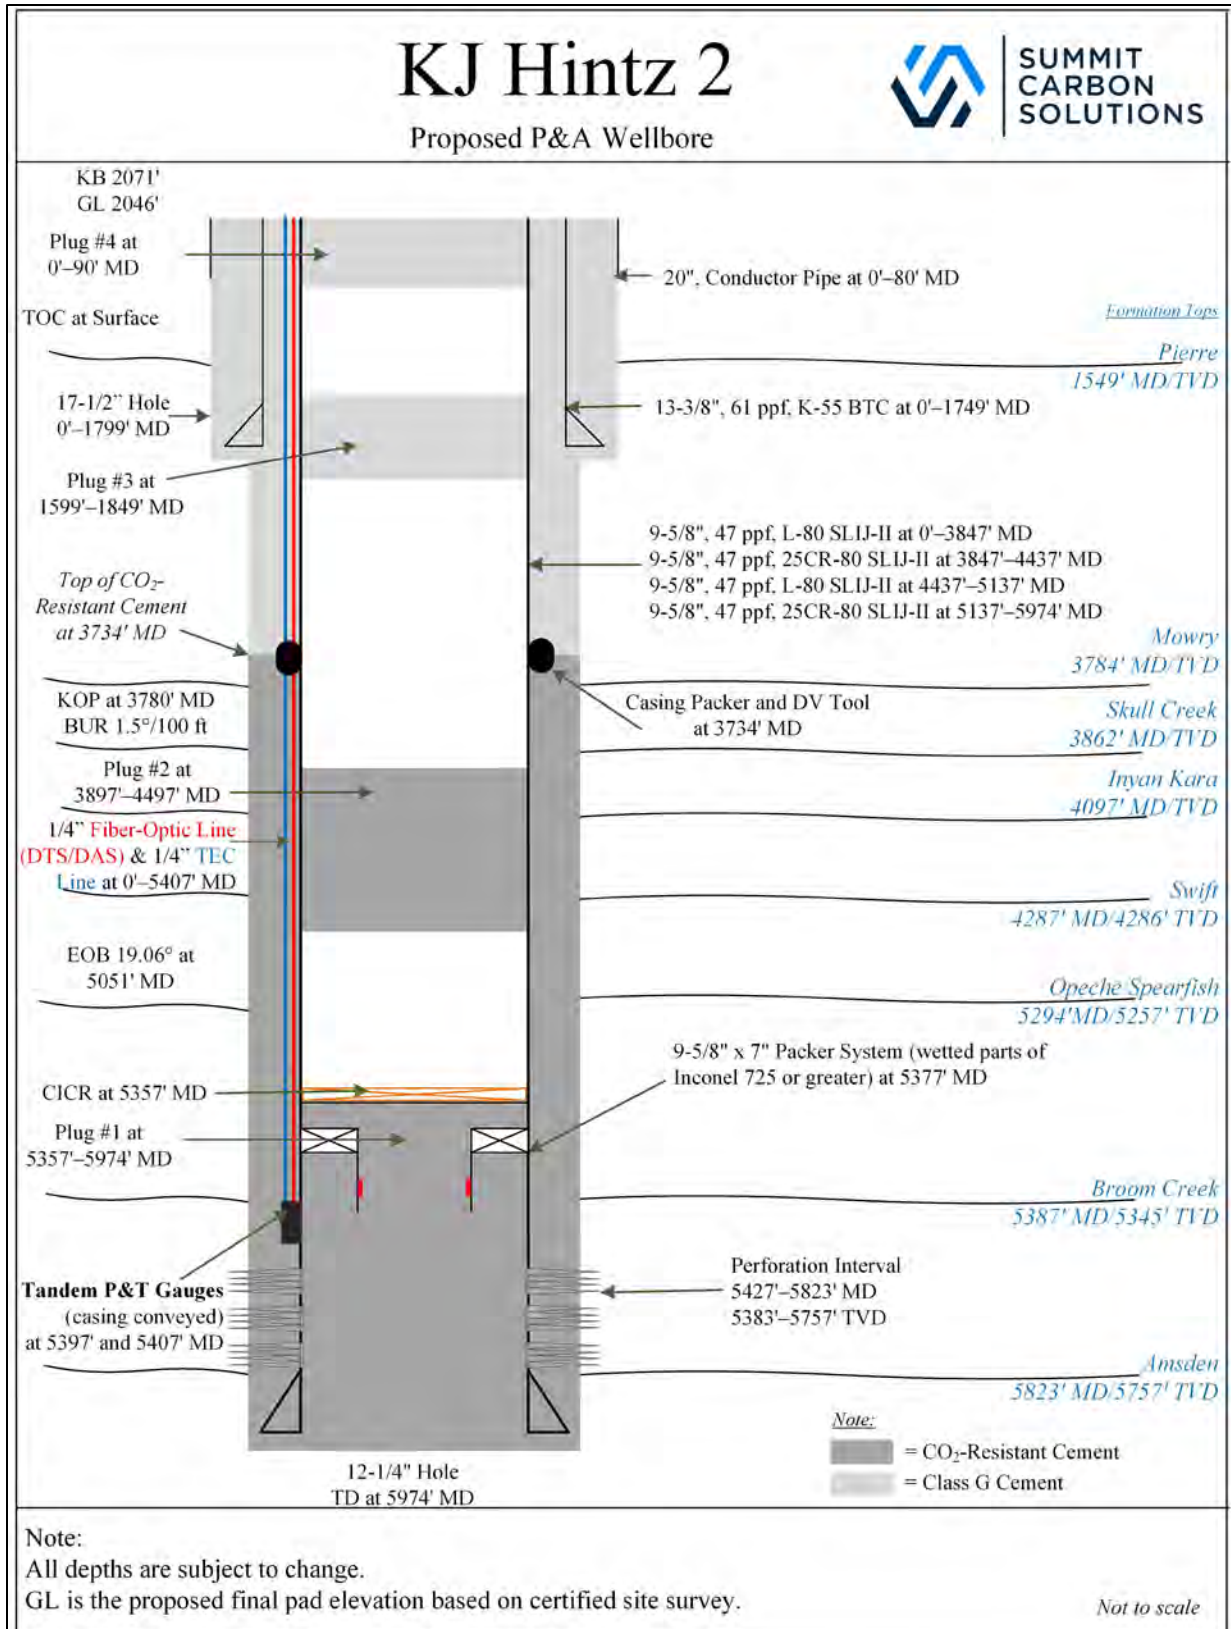 KJ Hintz 2
Proposed P&A Wellbore
SUMMIT
CARBON
SOLUTIONS
KB 2071'
GL 2046'
Plug #4 at
0'–90' MD
TOC at Surface
17-1/2" Hole
0'–1799' MD
Plug #3 at
1599'–1849' MD
Top of CO₂-
Resistant Cement
at 3734' MD
KOP at 3780' MD
BUR 1.5°/100 ft
Plug #2 at
3897'–4497' MD
1/4" Fiber-Optic Line
(DTS/DAS) & 1/4" TEC
Line at 0'–5407' MD
EOB 19.06° at
5051' MD
CICR at 5357' MD
Plug #1 at
5357'–5974' MD
Tandem P&T Gauges
(casing conveyed)
at 5397' and 5407' MD
20", Conductor Pipe at 0'–80' MD
13-3/8", 61 ppf, K-55 BTC at 0'–1749' MD
9-5/8", 47 ppf, L-80 SLIJ-II at 0'–3847' MD
9-5/8", 47 ppf, 25CR-80 SLIJ-II at 3847'–4437' MD
9-5/8", 47 ppf, L-80 SLIJ-II at 4437'–5137' MD
9-5/8", 47 ppf, 25CR-80 SLIJ-II at 5137'–5974' MD
Casing Packer and DV Tool
at 3734' MD
9-5/8" x 7" Packer System (wetted parts of
Inconel 725 or greater) at 5377' MD
Perforation Interval
5427'–5823' MD
5383'–5757' TVD
Formation Tops
Pierre
1549' MD/TVD
Mowry
3784' MD/TVD
Skull Creek
3862' MD/TVD
Inyan Kara
4097' MD/TVD
Swift
4287' MD/4286' TVD
Opeche Spearfish
5294'MD/5257' TVD
Broom Creek
5387' MD/5345' TVD
Amsden
5823' MD/5757' TVD
Note:
= CO₂-Resistant Cement
= Class G Cement
12-1/4" Hole
TD at 5974' MD
Note:
All depths are subject to change.
GL is the proposed final pad elevation based on certified site survey.
Not to scale